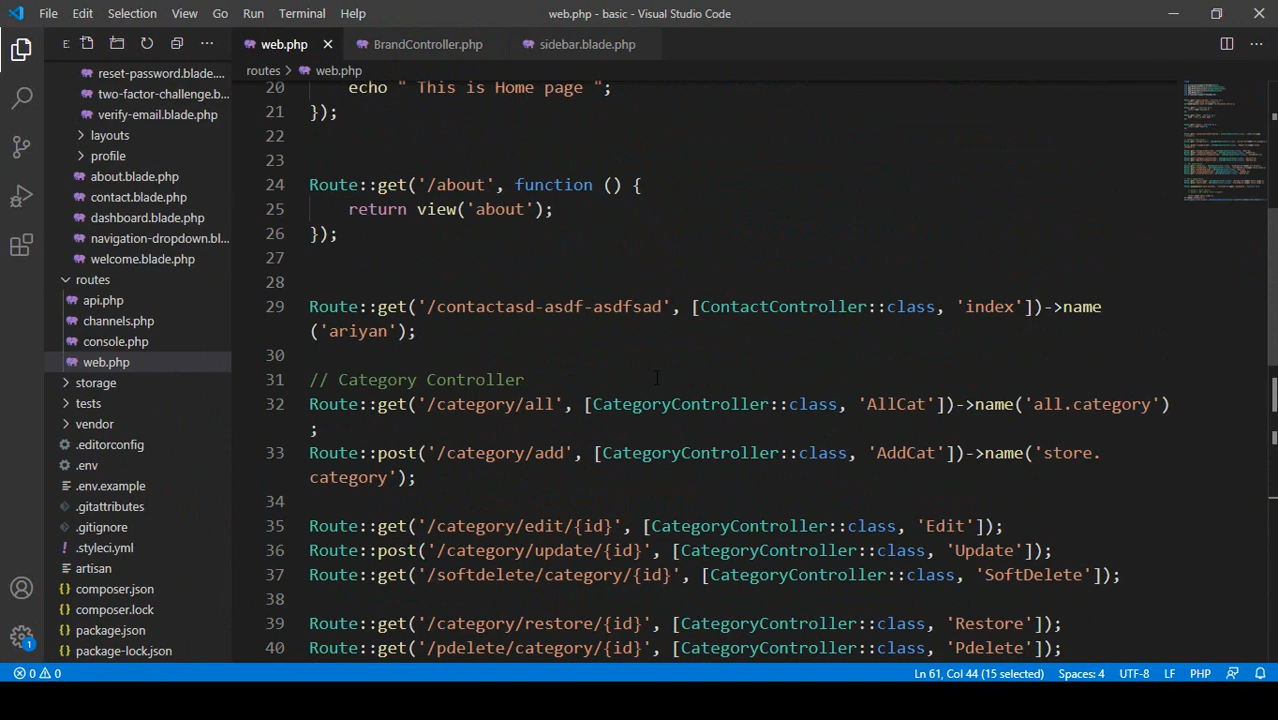 File Edit Selection View Go Run Terminal Help web.php - basic - Visual Studio Code
E web.php BrandController.php sidebar.blade.php
routes > web.php
reset-password.blade....
two-factor-challenge.b...
verify-email.blade.php
layouts
profile
about.blade.php
contact.blade.php
dashboard.blade.php
navigation-dropdown.bl...
welcome.blade.php
routes
api.php
channels.php
console.php
web.php
storage
tests
vendor
.editorconfig
.env
.env.example
.gitattributes
.gitignore
.styleci.yml
artisan
composer.json
composer.lock
package.json
package-lock.json
20 echo " This is Home page ";
21 });
22
23
24 Route::get('/about', function () {
25 return view('about');
26 });
27
28
29 Route::get('/contactasd-asdf-asdfsad', [ContactController::class, 'index'])->name
('ariyan');
30
31 // Category Controller
32 Route::get('/category/all', [CategoryController::class, 'AllCat'])->name('all.category')
;
33 Route::post('/category/add', [CategoryController::class, 'AddCat'])->name('store.
category');
34
35 Route::get('/category/edit/{id}', [CategoryController::class, 'Edit']);
36 Route::post('/category/update/{id}', [CategoryController::class, 'Update']);
37 Route::get('/softdelete/category/{id}', [CategoryController::class, 'SoftDelete']);
38
39 Route::get('/category/restore/{id}', [CategoryController::class, 'Restore']);
40 Route::get('/pdelete/category/{id}', [CategoryController::class, 'Pdelete']);
1
0 0 Ln 61, Col 44 (15 selected) Spaces: 4 UTF-8 LF PHP